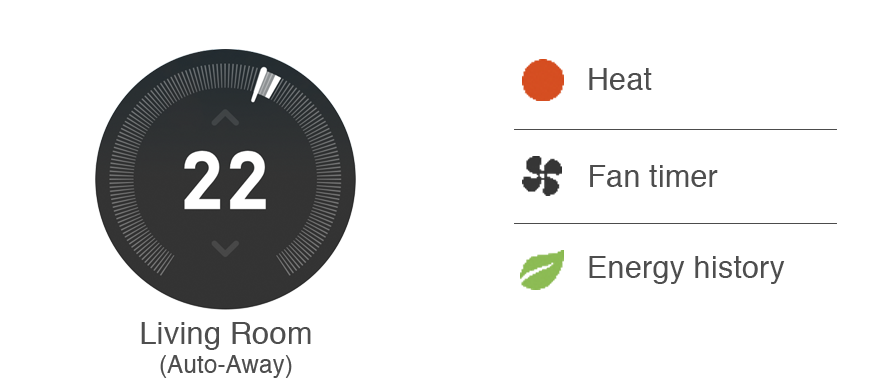 22
Living Room
(Auto-Away)
Heat
Fan timer
Energy history